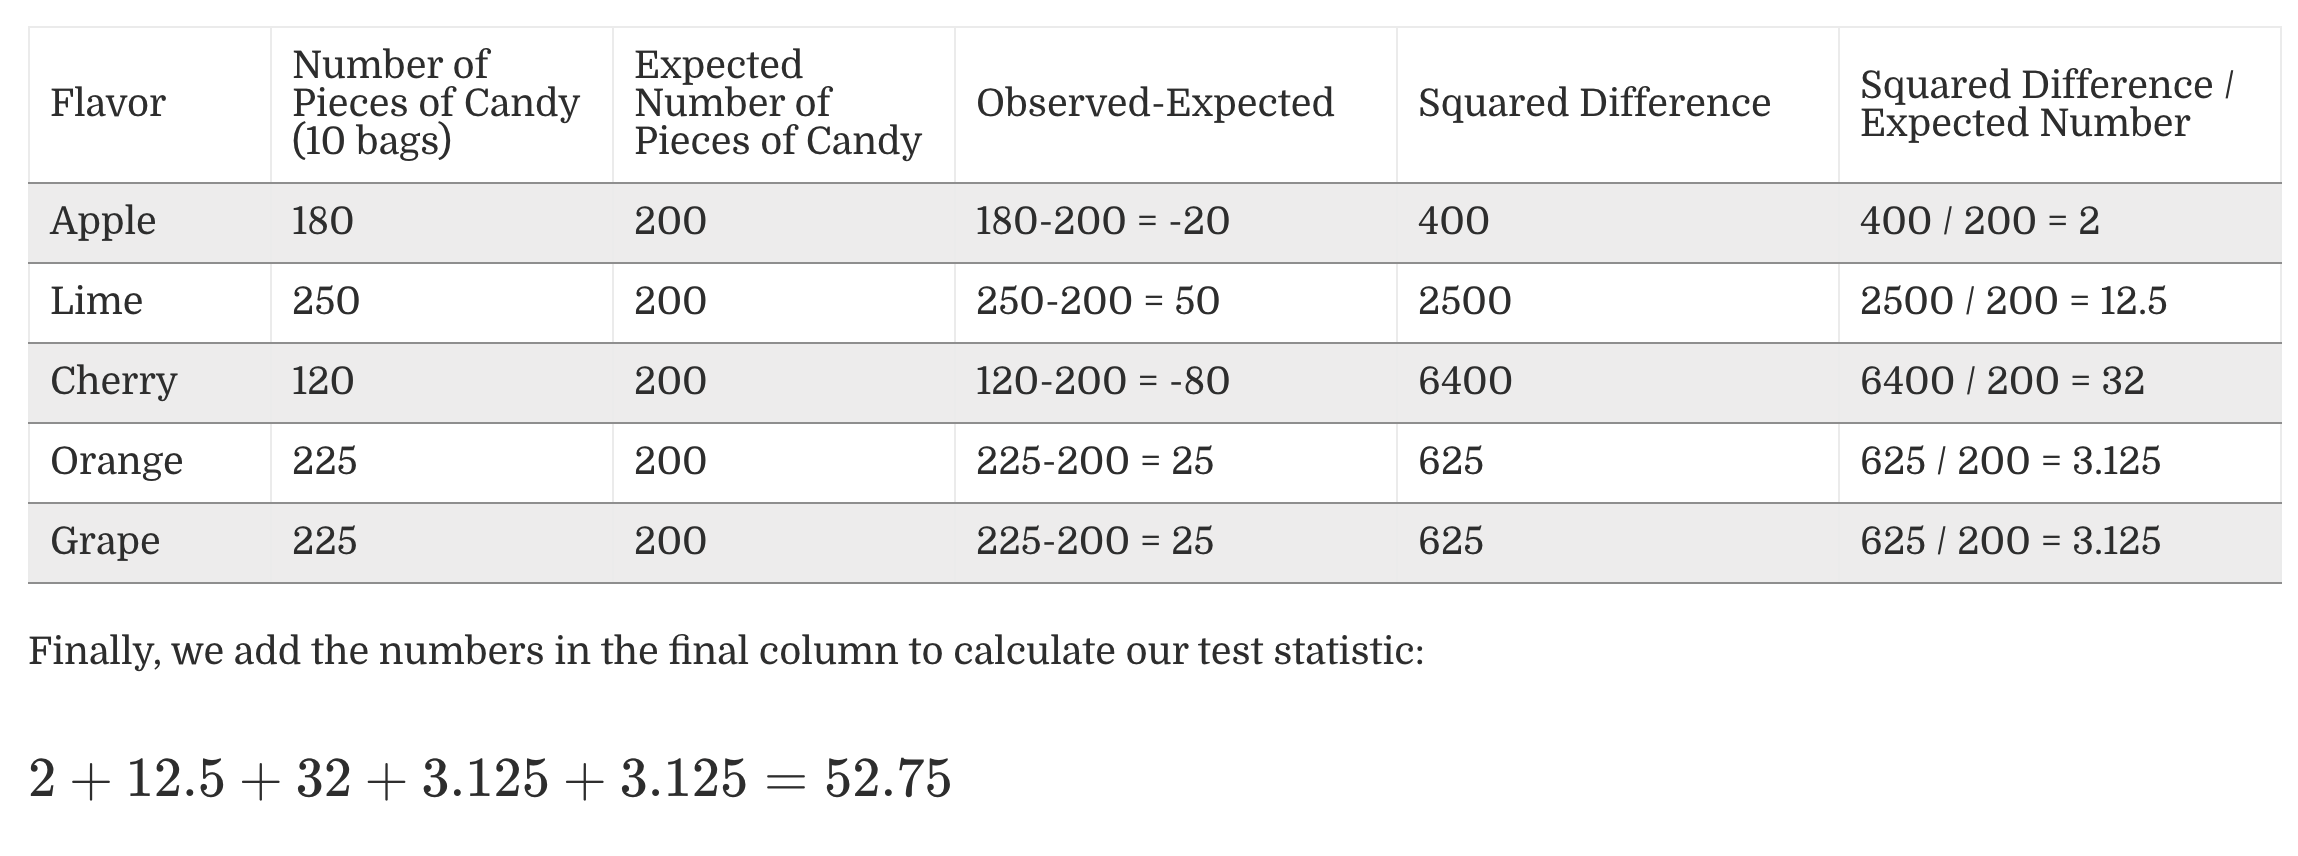 Flavor
Number of
Pieces of Candy
(10 bags)
Expected
Number of
Pieces of Candy
Observed-Expected
Squared Difference
Squared Difference /
Expected Number
Apple 180 200 180-200 = -20 400 400 / 200 = 2
Lime 250 200 250-200 = 50 2500 2500 / 200 = 12.5
Cherry 120 200 120-200 = -80 6400 6400 / 200 = 32
Orange 225 200 225-200 = 25 625 625 / 200 = 3.125
Grape 225 200 225-200 = 25 625 625 / 200 = 3.125
Finally, we add the numbers in the final column to calculate our test statistic:
2 + 12.5 + 32 + 3.125 + 3.125 = 52.75